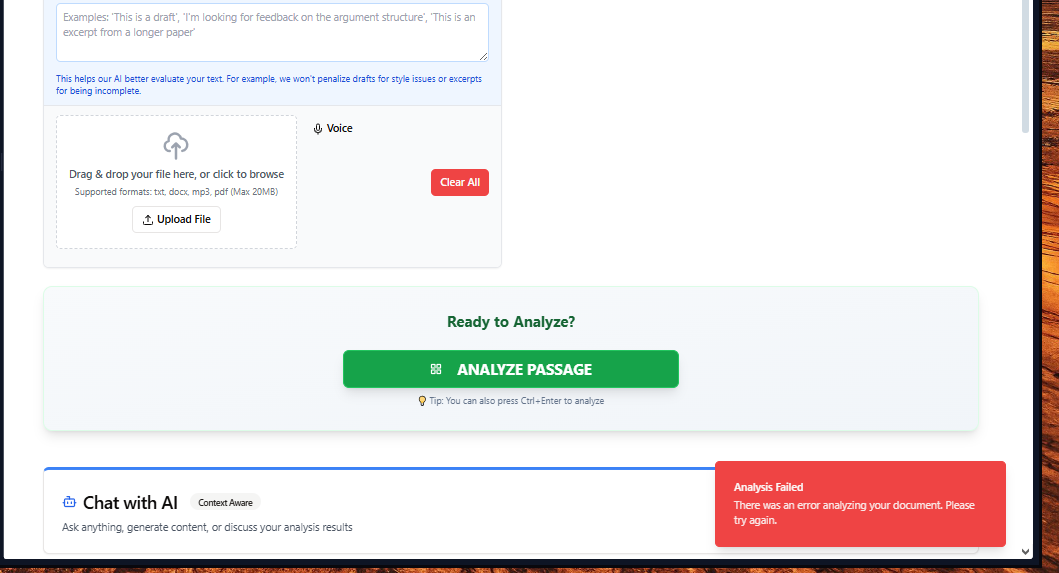 Examples: 'This is a draft', 'I'm looking for feedback on the argument structure', 'This is an
excerpt from a longer paper'
This helps our AI better evaluate your text. For example, we won't penalize drafts for style issues or excerpts
for being incomplete.
Voice
Drag & drop your file here, or click to browse
Supported formats: txt, docx, mp3, pdf (Max 20MB)
Clear All
Upload File
Ready to Analyze?
ANALYZE PASSAGE
Tip: You can also press Ctrl+Enter to analyze
Chat with AI
Context Aware
Ask anything, generate content, or discuss your analysis results
Analysis Failed
There was an error analyzing your document. Please
try again.